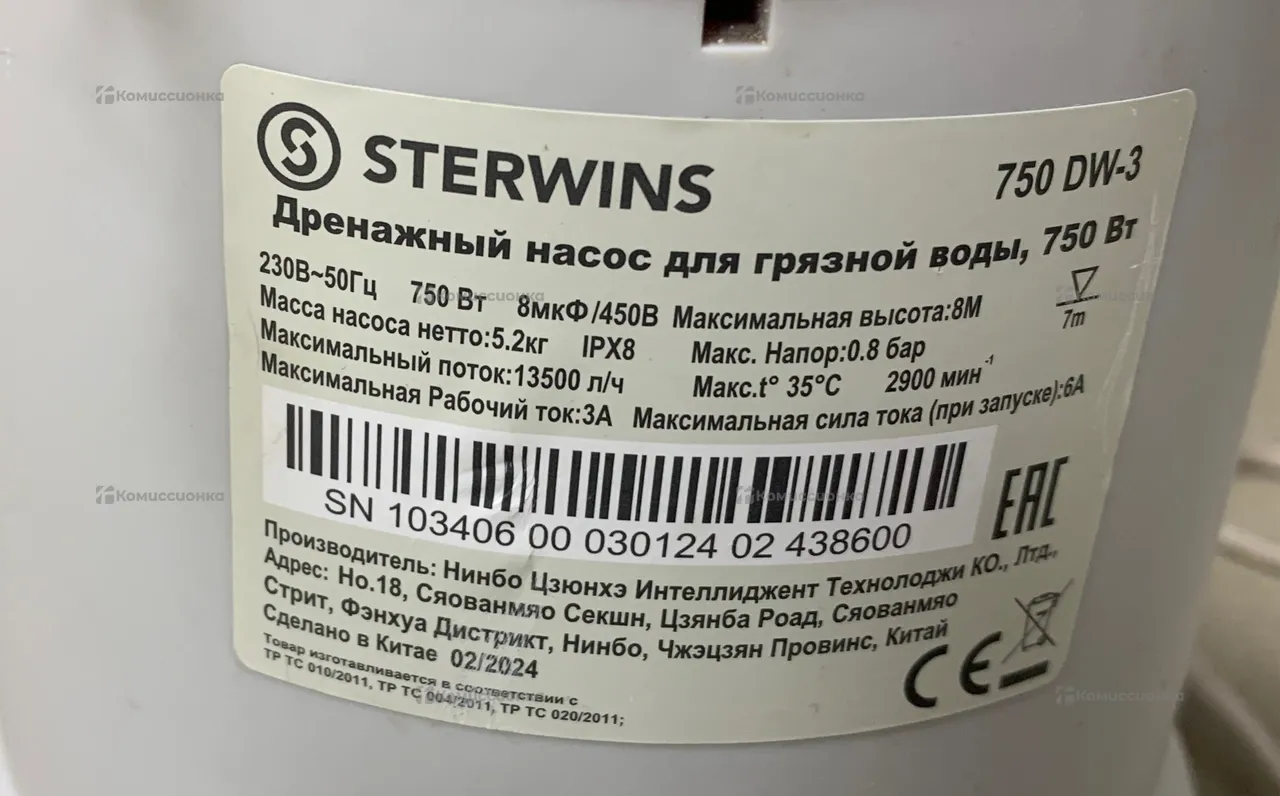 STERWINS
750 DW-3
Дренажный насос для грязной воды, 750 Вт
230В~50Гц 750 Вт 8мкФ/450В Максимальная высота:8М
7m
Масса насоса нетто:5.2кг IPX8 Макс. Напор:0.8 бар
Максимальный поток:13500 л/ч Макс.t° 35°C 2900 мин⁻¹
Максимальная Рабочий ток:3А Максимальная сила тока (при запуске):6А
SN 103406 00 030124 02 438600
EAC
Производитель: Нинбо Цзюнхэ Интеллиджент Технолоджи КО., Лтд.,
Адрес: Но.18, Сяованмяо Секшн, Цзянба Роад, Сяованмяо
Стрит, Фэнхуа Дистрикт, Нинбо, Чжэцзян Провинс, Китай
Сделано в Китае 02/2024
CE
Товар изготавливается в соответствии с
ТР ТС 010/2011, ТР ТС 004/2011, ТР ТС 020/2011;
Комиссионка
Комиссионка
Комиссионка
Комиссионка
Комиссионка
Комиссионка
Комиссионка
Комиссионка